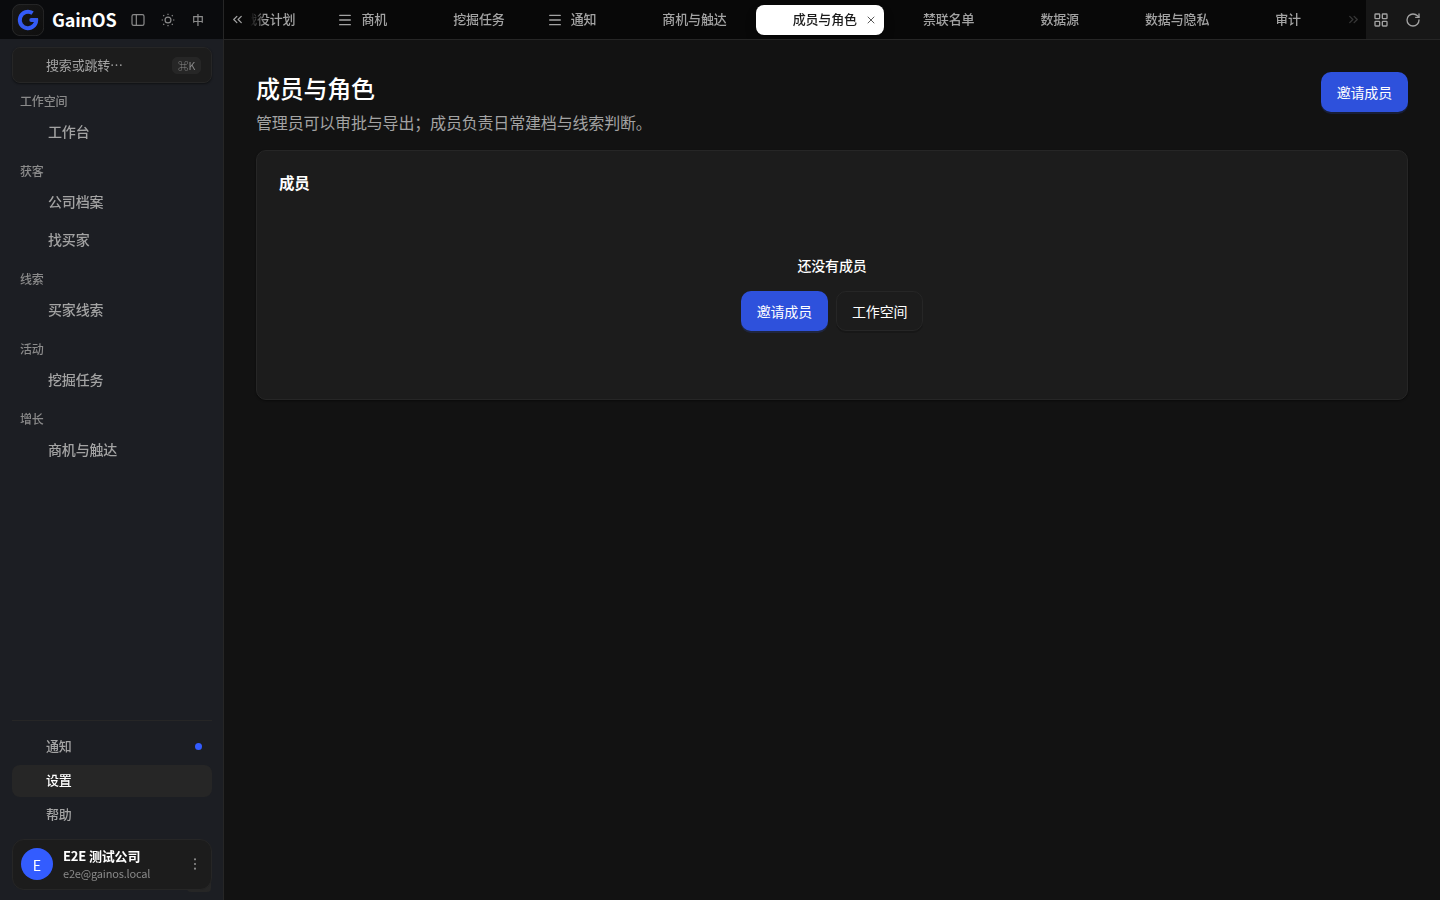 GainOS
中
设计划
商机
挖掘任务
通知
商机与触达
成员与角色
禁联名单
数据源
数据与隐私
审计
搜索或跳转…
⌘K
工作空间
工作台
获客
公司档案
找买家
线索
买家线索
活动
挖掘任务
增长
商机与触达
通知
设置
帮助
E
E2E 测试公司
e2e@gainos.local
成员与角色
管理员可以审批与导出；成员负责日常建档与线索判断。
邀请成员
成员
还没有成员
邀请成员
工作空间